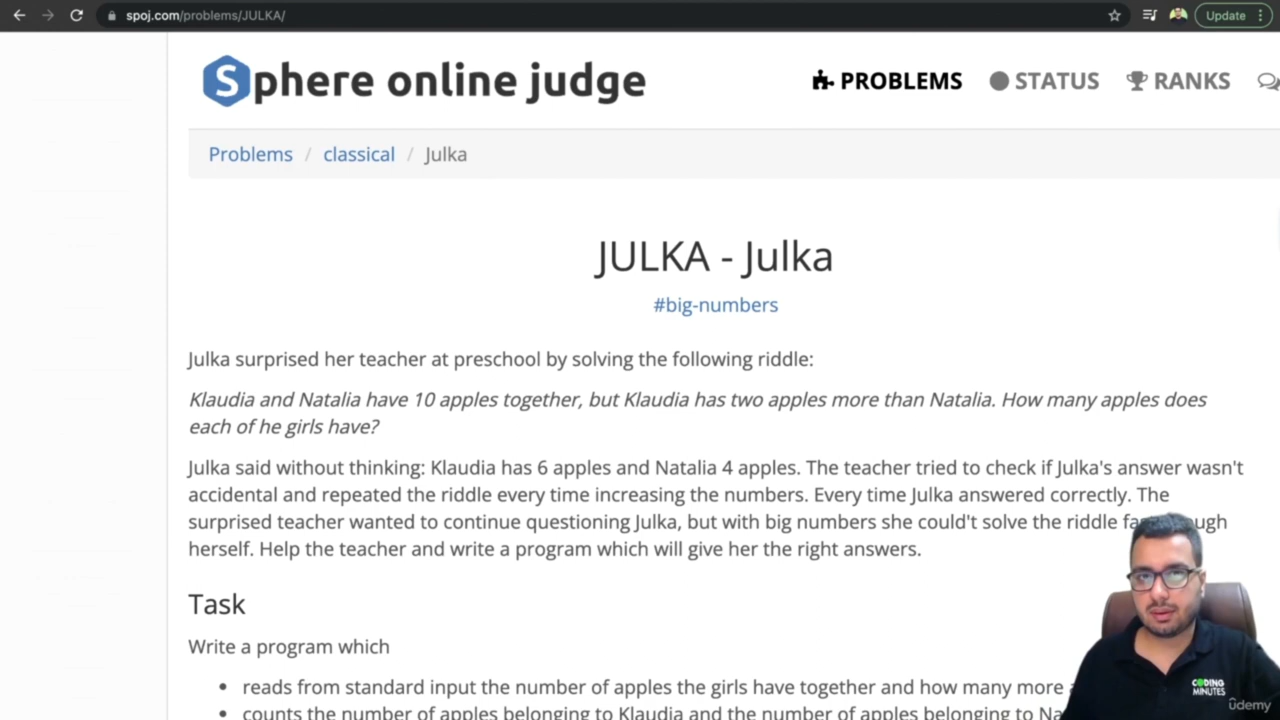 spoj.com/problems/JULKA/
Update
Sphere online judge
PROBLEMS
STATUS
RANKS
Problems / classical / Julka
JULKA - Julka
#big-numbers
Julka surprised her teacher at preschool by solving the following riddle:
Klaudia and Natalia have 10 apples together, but Klaudia has two apples more than Natalia. How many apples does
each of he girls have?
Julka said without thinking: Klaudia has 6 apples and Natalia 4 apples. The teacher tried to check if Julka's answer wasn't
accidental and repeated the riddle every time increasing the numbers. Every time Julka answered correctly. The
surprised teacher wanted to continue questioning Julka, but with big numbers she could't solve the riddle
herself. Help the teacher and write a program which will give her the right answers.
Task
Write a program which
• reads from standard input the number of apples the girls have together and how many more
• counts the number of apples belonging to Klaudia and the number of apples belonging to
CODING
MINUTES
ûdemy